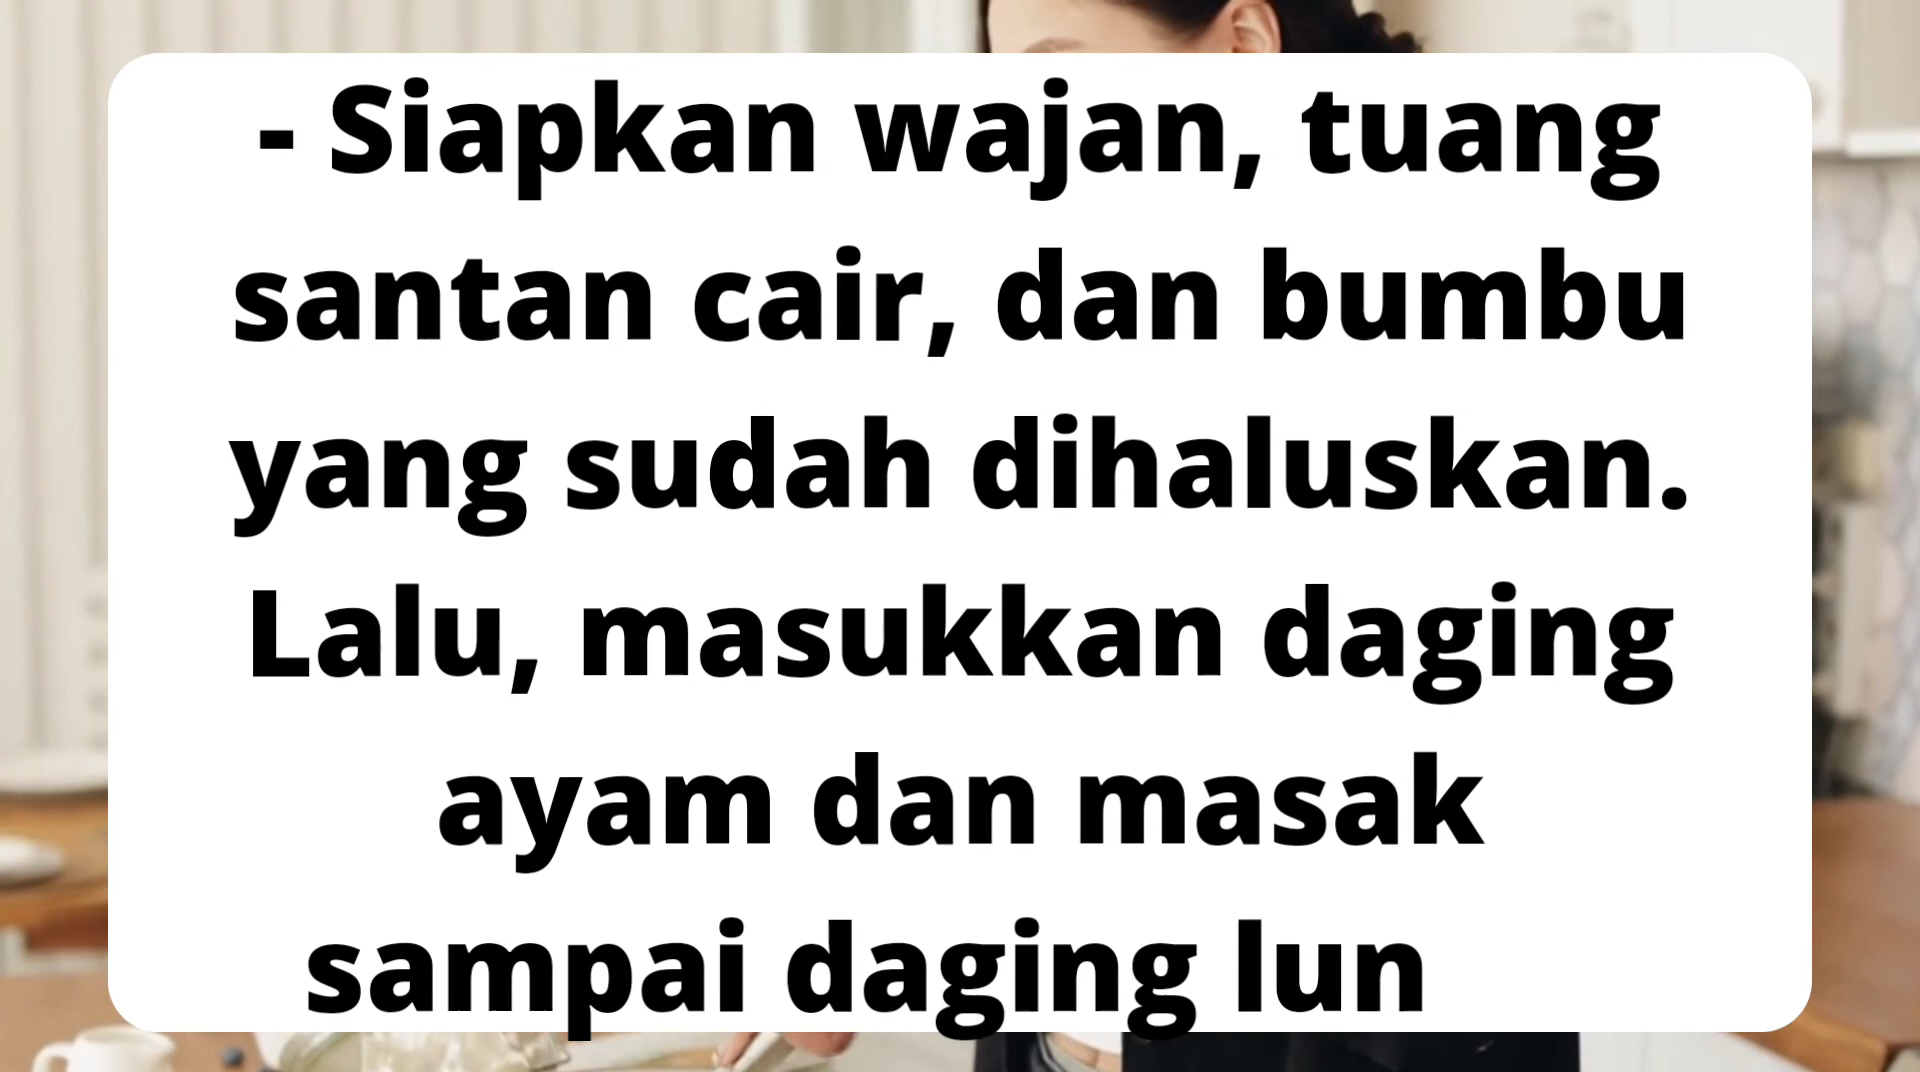 - Siapkan wajan, tuang
santan cair, dan bumbu
yang sudah dihaluskan.
Lalu, masukkan daging
ayam dan masak
sampai daging lun